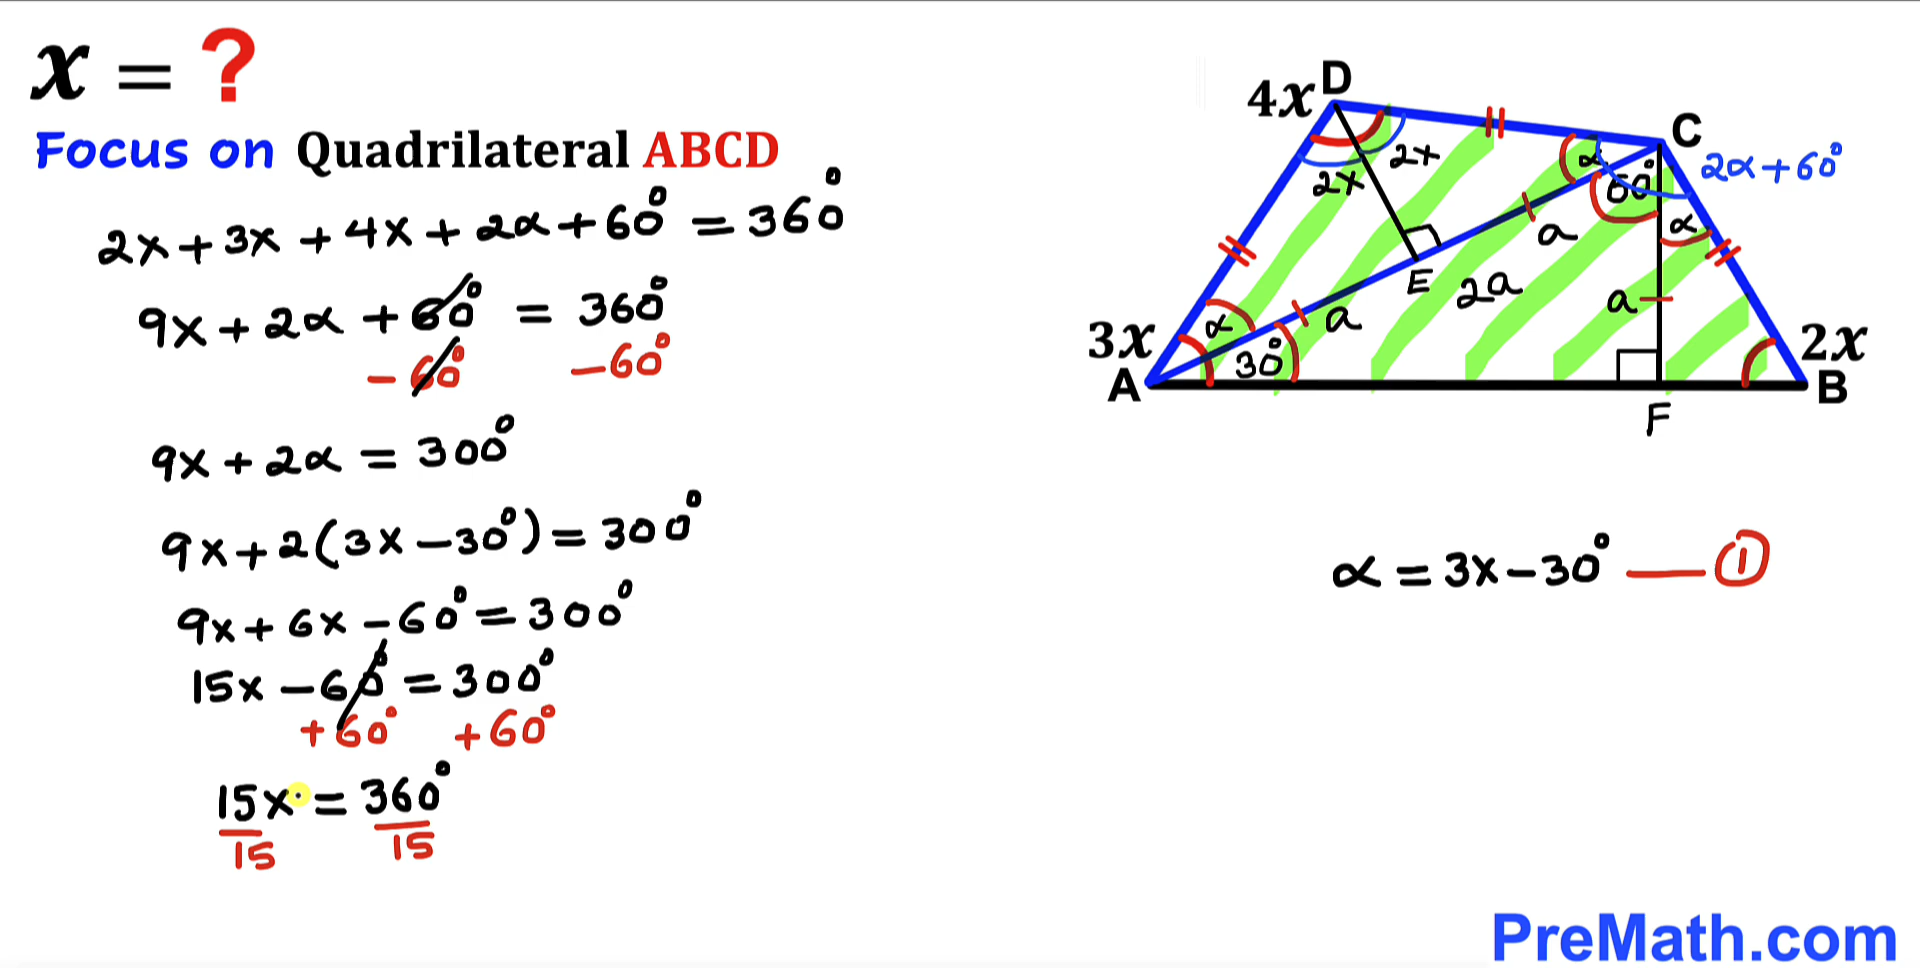 x = ?
Focus on Quadrilateral ABCD
2x + 3x + 4x + 2α + 60° = 360°
9x + 2α + 60° = 360°
- 60° - 60°
9x + 2α = 300°
9x + 2(3x - 30°) = 300°
9x + 6x - 60° = 300°
15x - 60° = 300°
+ 60° + 60°
15x = 360°
15 15
4x D
C
2x 2x
α 60° 2α + 60°
α
a
E 2a
a a
3x α
30° 2x
A B
F
α = 3x - 30° — ①
PreMath.com